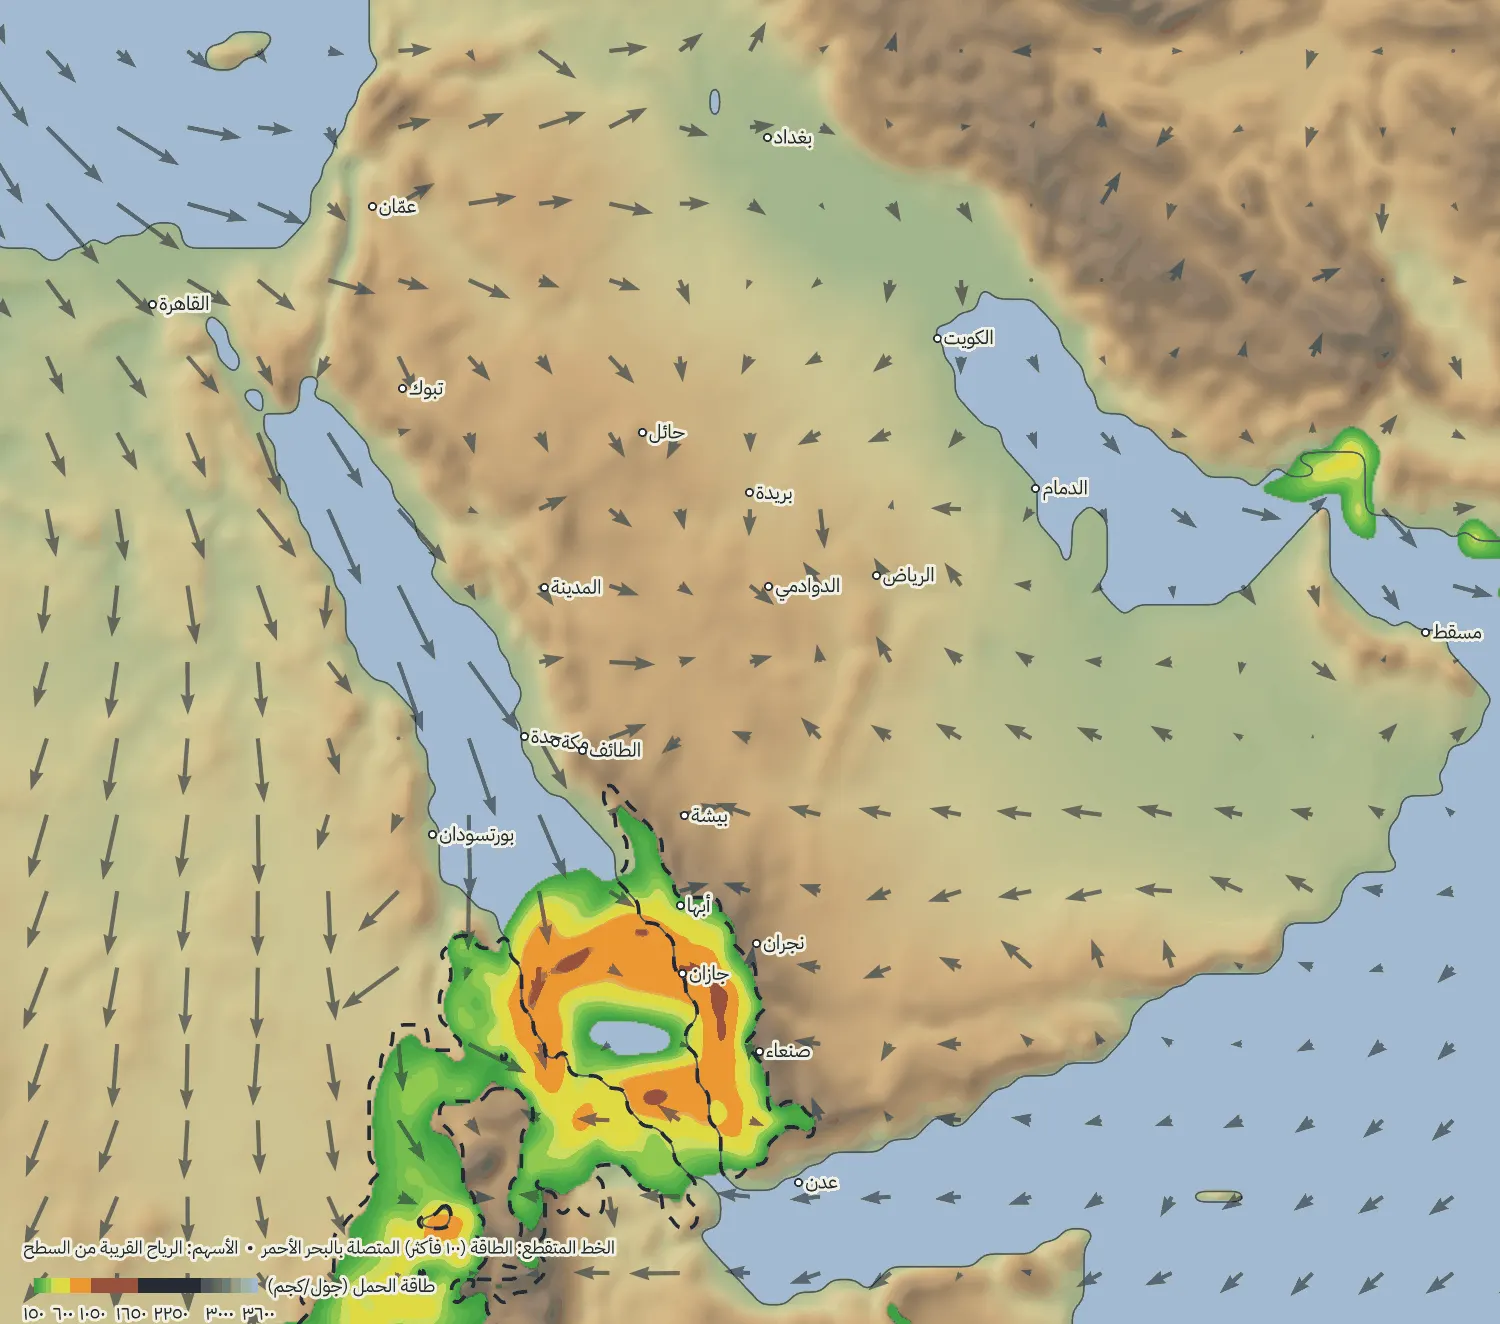 بغداد
عمّان
القاهرة
الكويت
تبوك
حائل
الدمام
بريدة
الرياض
الدوادمي
المدينة
مسقط
جدة
مكة
الطائف
بيشة
بورتسودان
أبها
نجران
جازان
صنعاء
عدن
الخط المتقطع: الطاقة (١٠٠ فأكثر) المتصلة بالبحر الأحمر • الأسهم: الرياح القريبة من السطح
طاقة الحمل (جول/كجم)
١٥٠ ٦٠٠ ١٠٥٠ ١٦٥٠ ٢٢٥٠ ٣٠٠٠ ٣٦٠٠